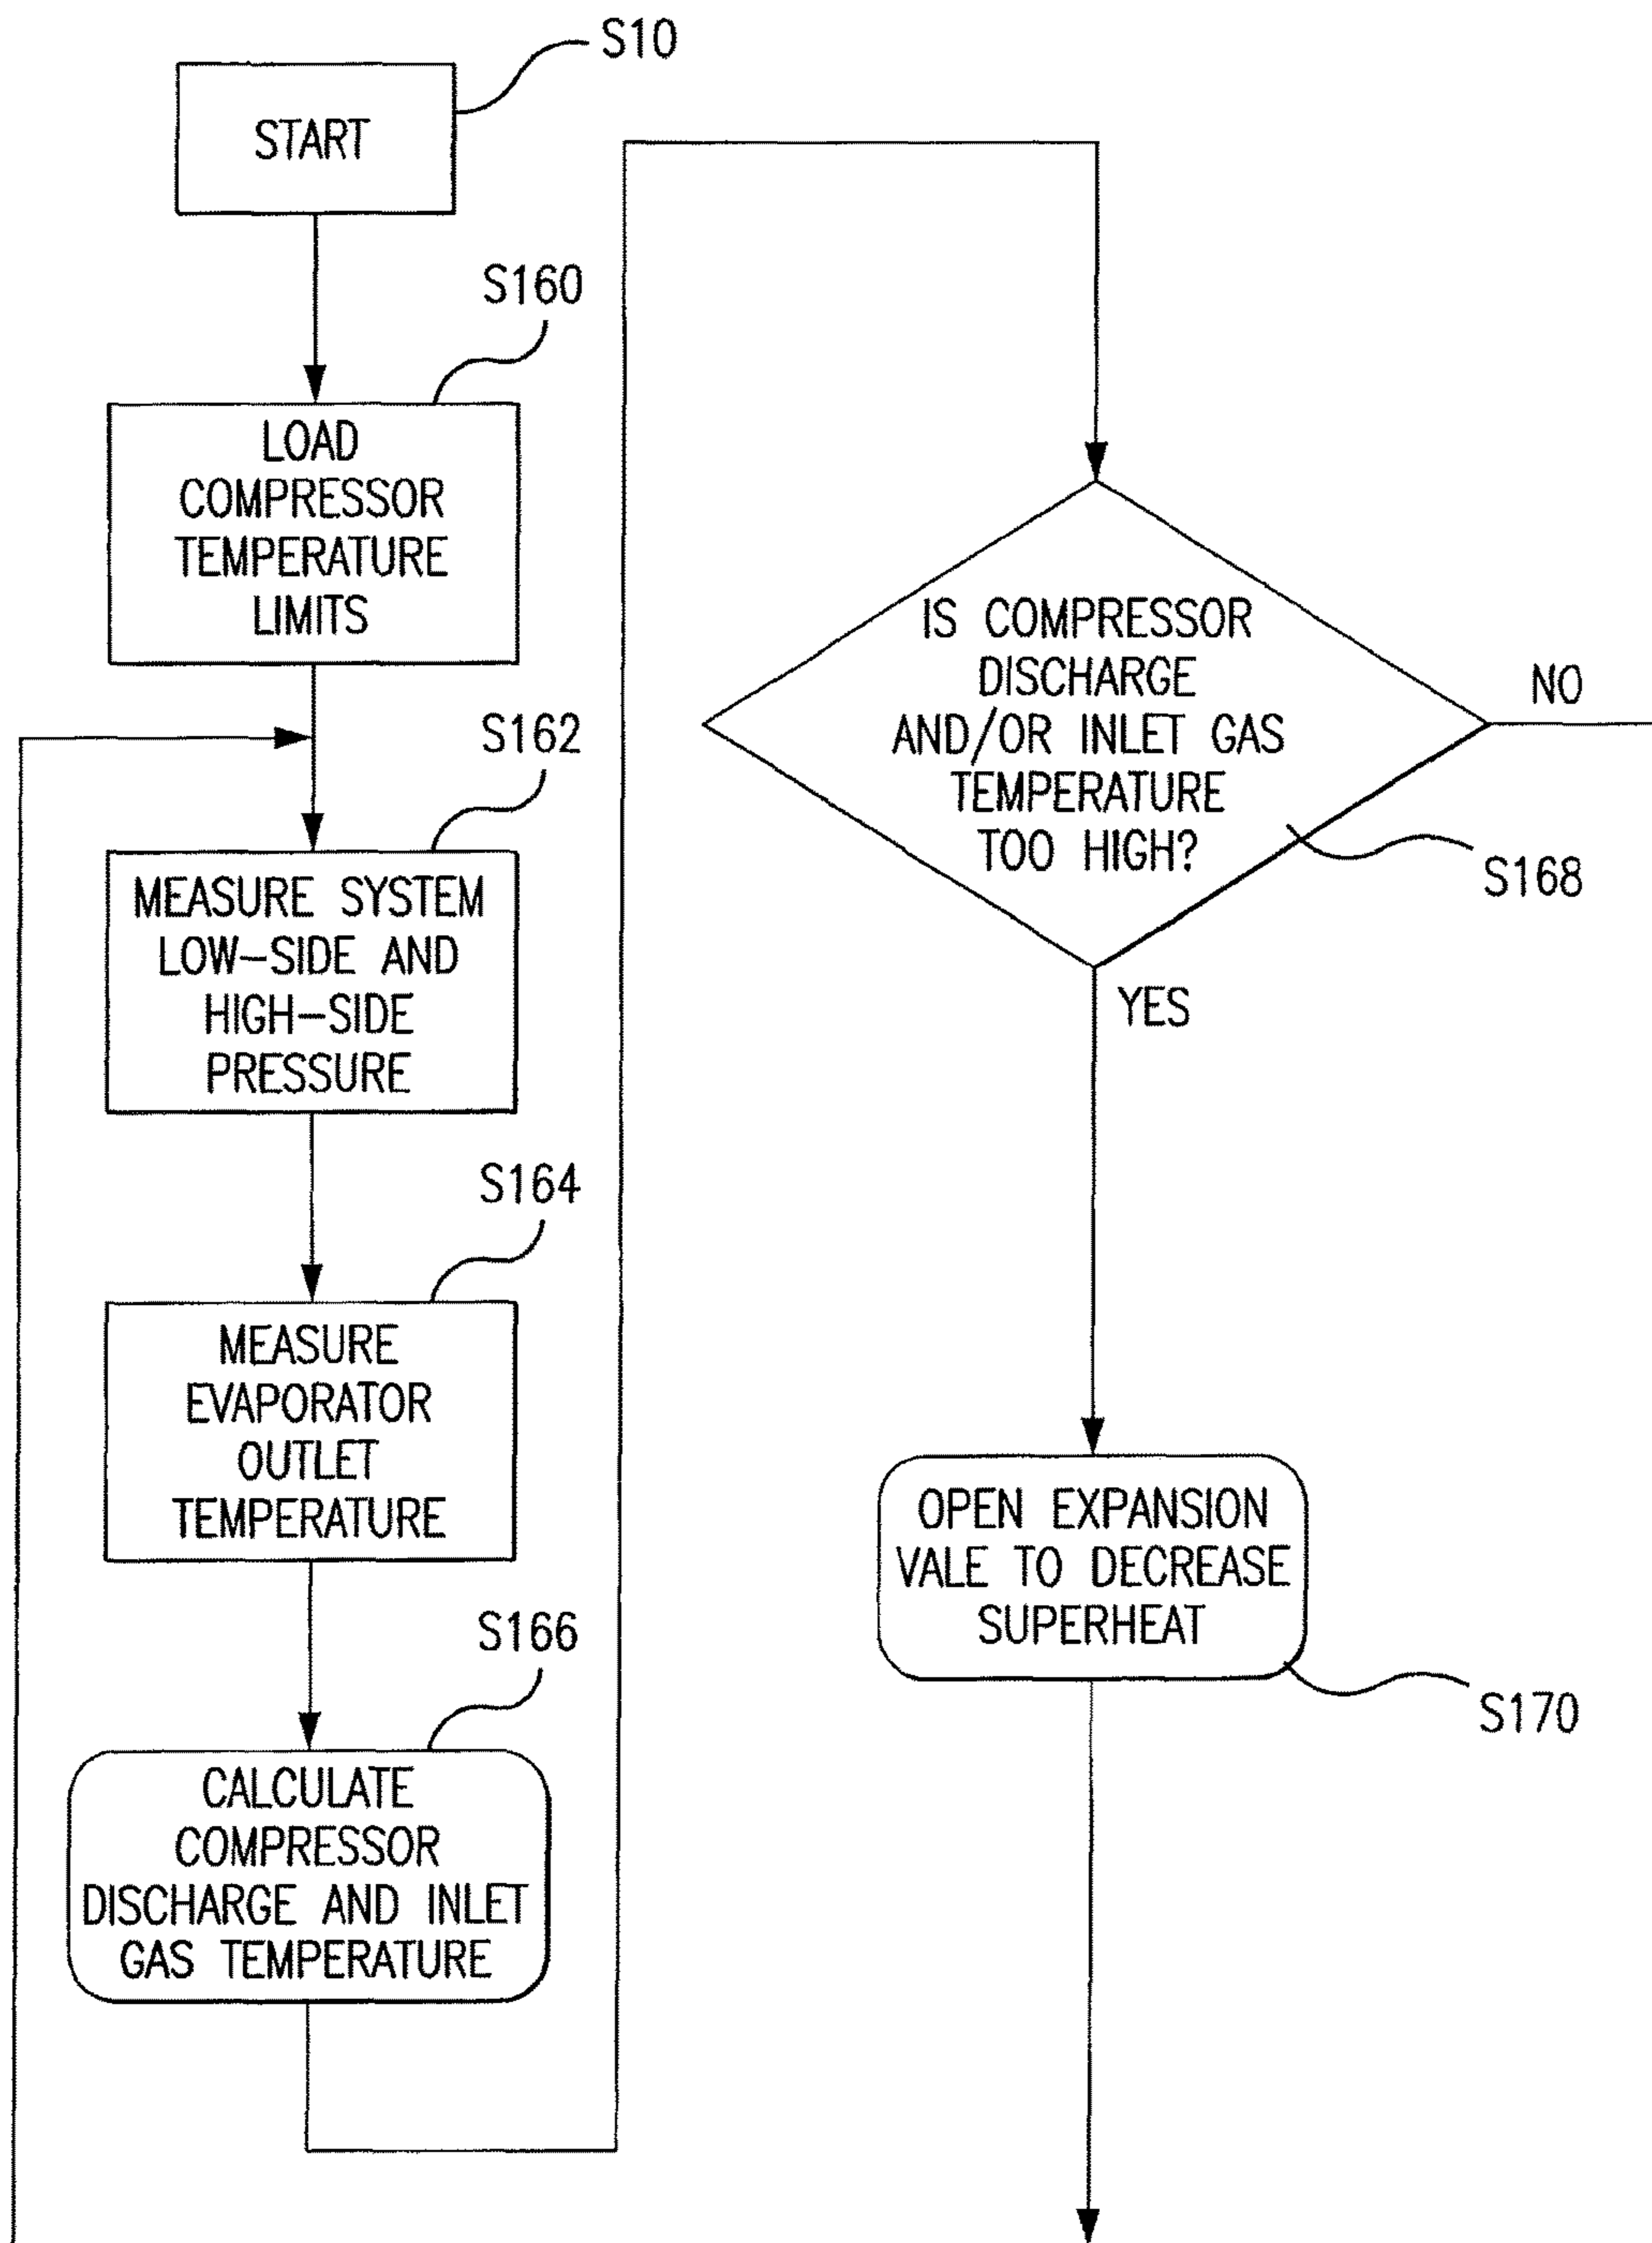 S10
START
S160
LOAD
COMPRESSOR
TEMPERATURE
LIMITS
S162
MEASURE SYSTEM
LOW-SIDE AND
HIGH-SIDE
PRESSURE
S164
MEASURE
EVAPORATOR
OUTLET
TEMPERATURE
S166
CALCULATE
COMPRESSOR
DISCHARGE AND INLET
GAS TEMPERATURE
IS COMPRESSOR
DISCHARGE
AND/OR INLET GAS
TEMPERATURE
TOO HIGH?
NO
S168
YES
OPEN EXPANSION
VALE TO DECREASE
SUPERHEAT
S170